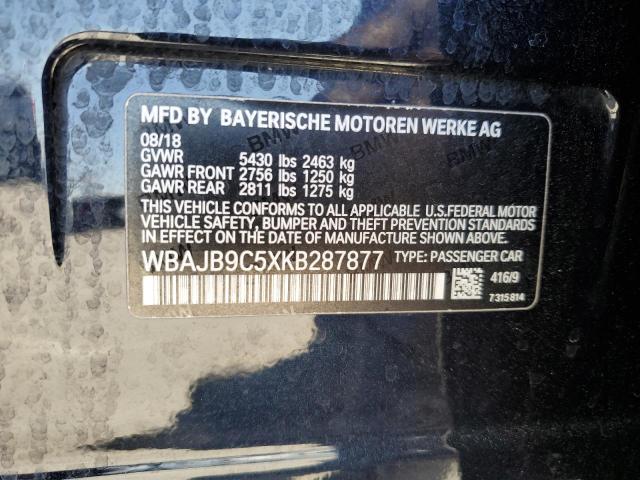 MFD BY BAYERISCHE MOTOREN WERKE AG
08/18
GVWR 5430 lbs 2463 kg
GAWR FRONT 2756 lbs 1250 kg
GAWR REAR 2811 lbs 1275 kg
THIS VEHICLE CONFORMS TO ALL APPLICABLE U.S.FEDERAL MOTOR
VEHICLE SAFETY, BUMPER AND THEFT PREVENTION STANDARDS
IN EFFECT ON THE DATE OF MANUFACTURE SHOWN ABOVE.
WBAJB9C5XKB287877 TYPE: PASSENGER CAR
416/9
7315814